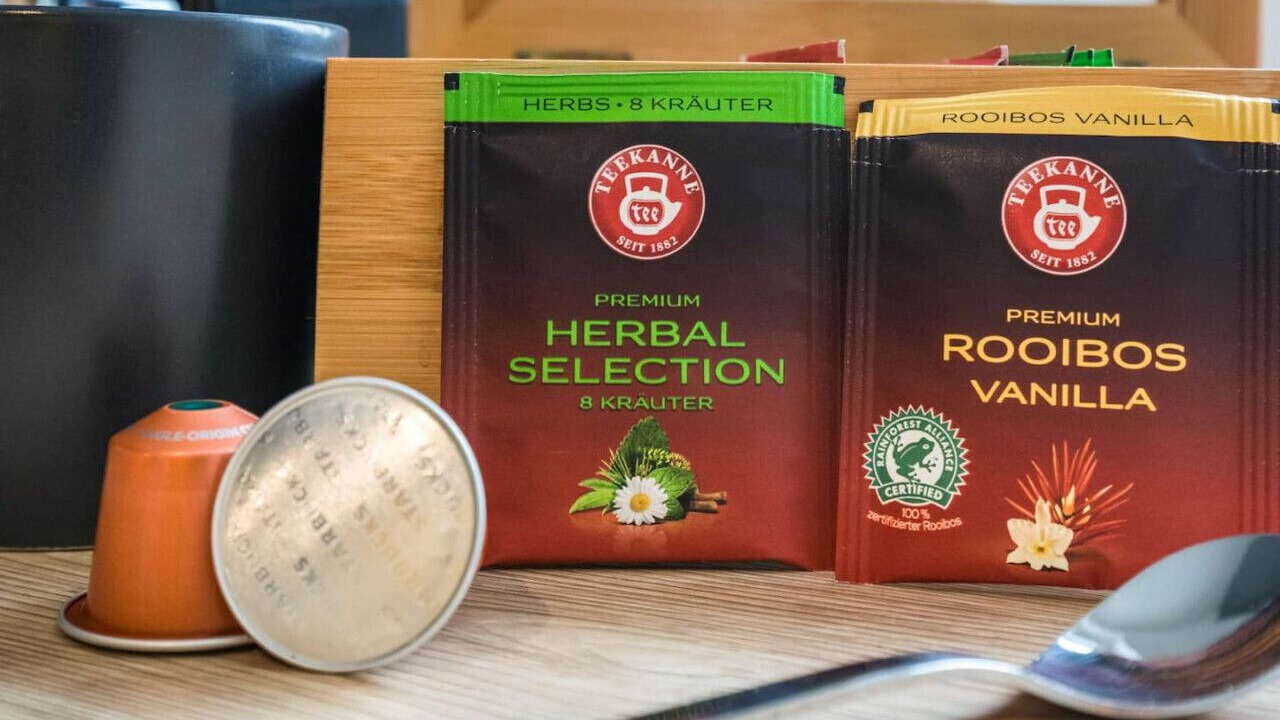 HERBS • 8 KRÄUTER
TEEKANNE
tee
SEIT 1882
PREMIUM
HERBAL
SELECTION
8 KRÄUTER
ROOIBOS VANILLA
TEEKANNE
tee
SEIT 1882
PREMIUM
ROOIBOS
VANILLA
RAINFOREST ALLIANCE
CERTIFIED
100%
zertifizierter Rooibos